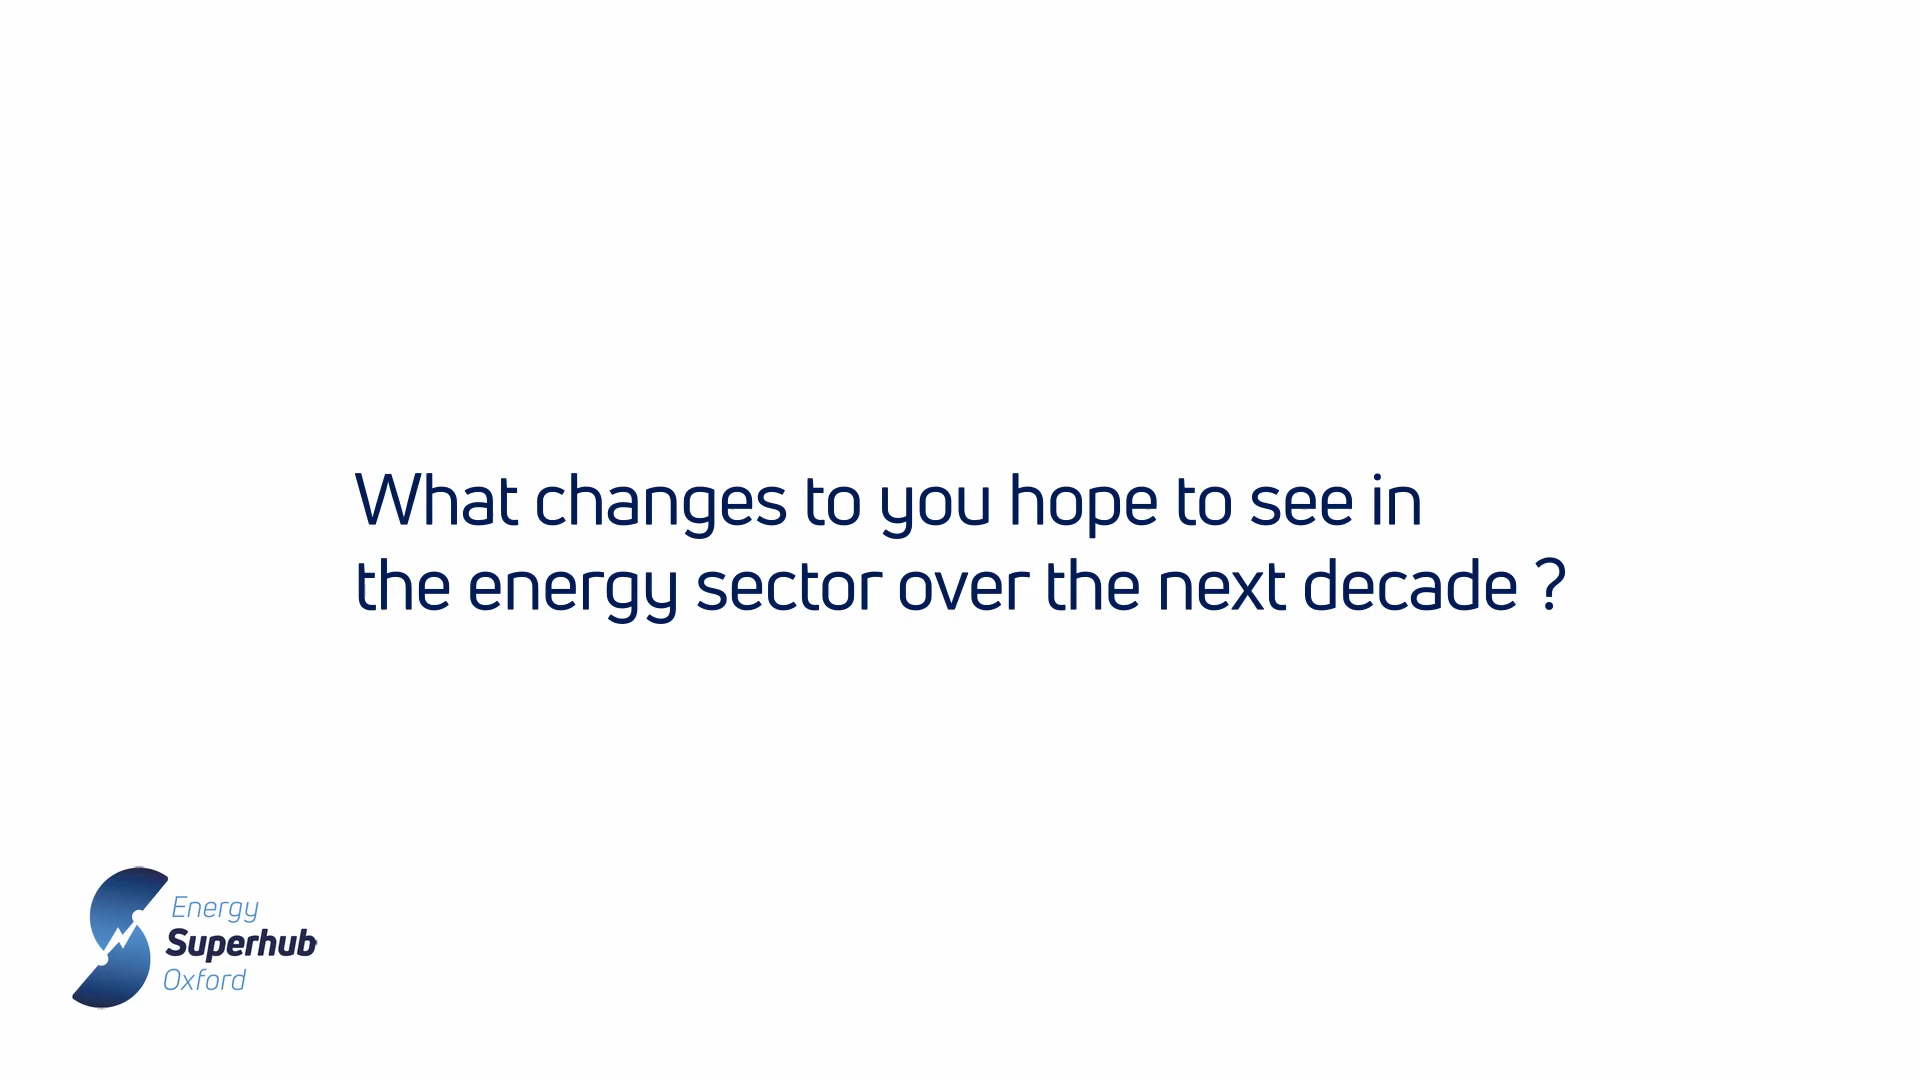 What changes to you hope to see in
the energy sector over the next decade ?
Energy
Superhub
Oxford